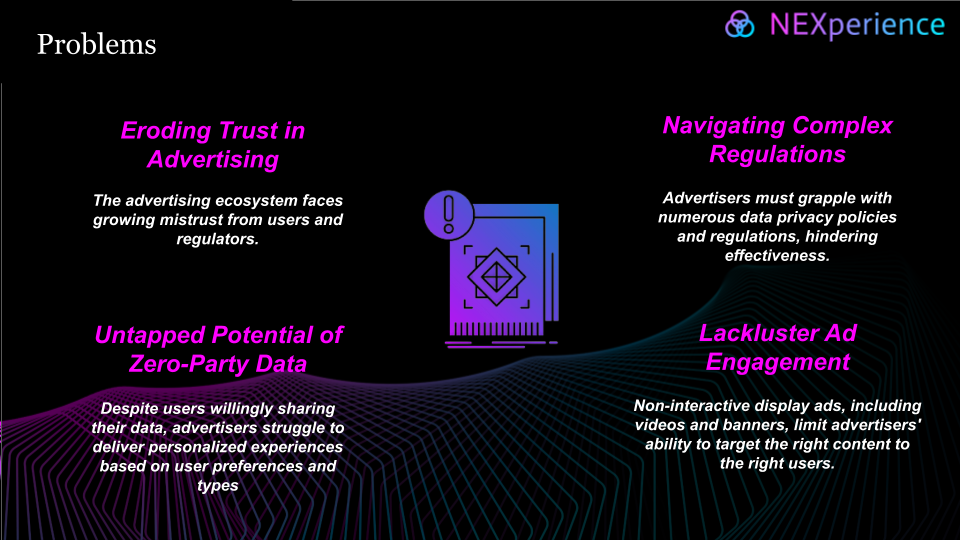 Problems
NEXperience
Eroding Trust in
Advertising
The advertising ecosystem faces
growing mistrust from users and
regulators.
Navigating Complex
Regulations
Advertisers must grapple with
numerous data privacy policies
and regulations, hindering
effectiveness.
Untapped Potential of
Zero-Party Data
Despite users willingly sharing
their data, advertisers struggle to
deliver personalized experiences
based on user preferences and
types
Lackluster Ad
Engagement
Non-interactive display ads, including
videos and banners, limit advertisers'
ability to target the right content to
the right users.